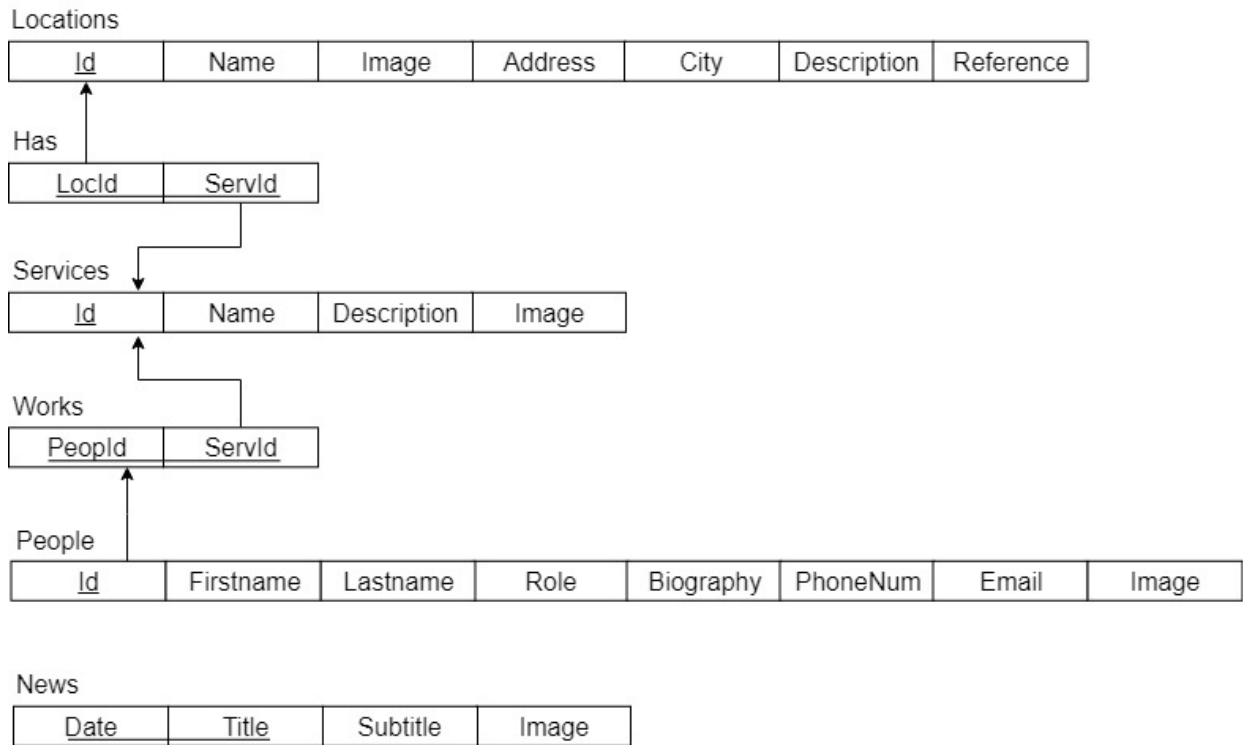 Locations
Id Name Image Address City Description Reference
Has
LocId ServId
Services
Id Name Description Image
Works
PeopId ServId
People
Id Firstname Lastname Role Biography PhoneNum Email Image
News
Date Title Subtitle Image